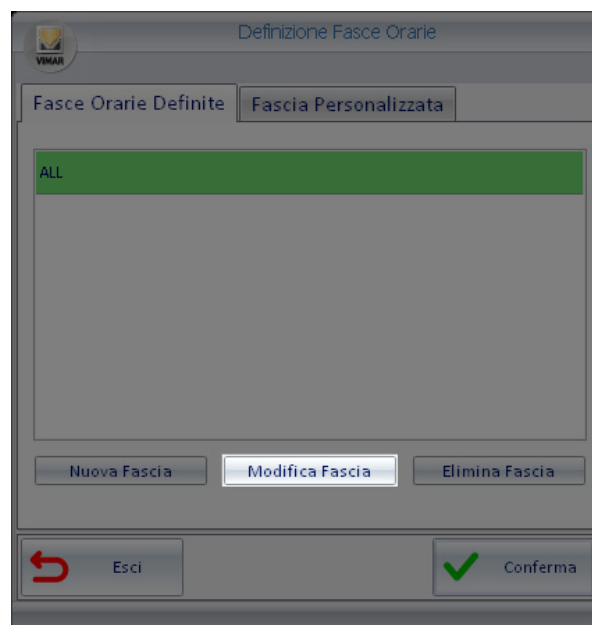 Definizione Fasce Orarie
VIMAR
Fasce Orarie Definite Fascia Personalizzata
ALL
Nuova Fascia Modifica Fascia Elimina Fascia
Esci Conferma